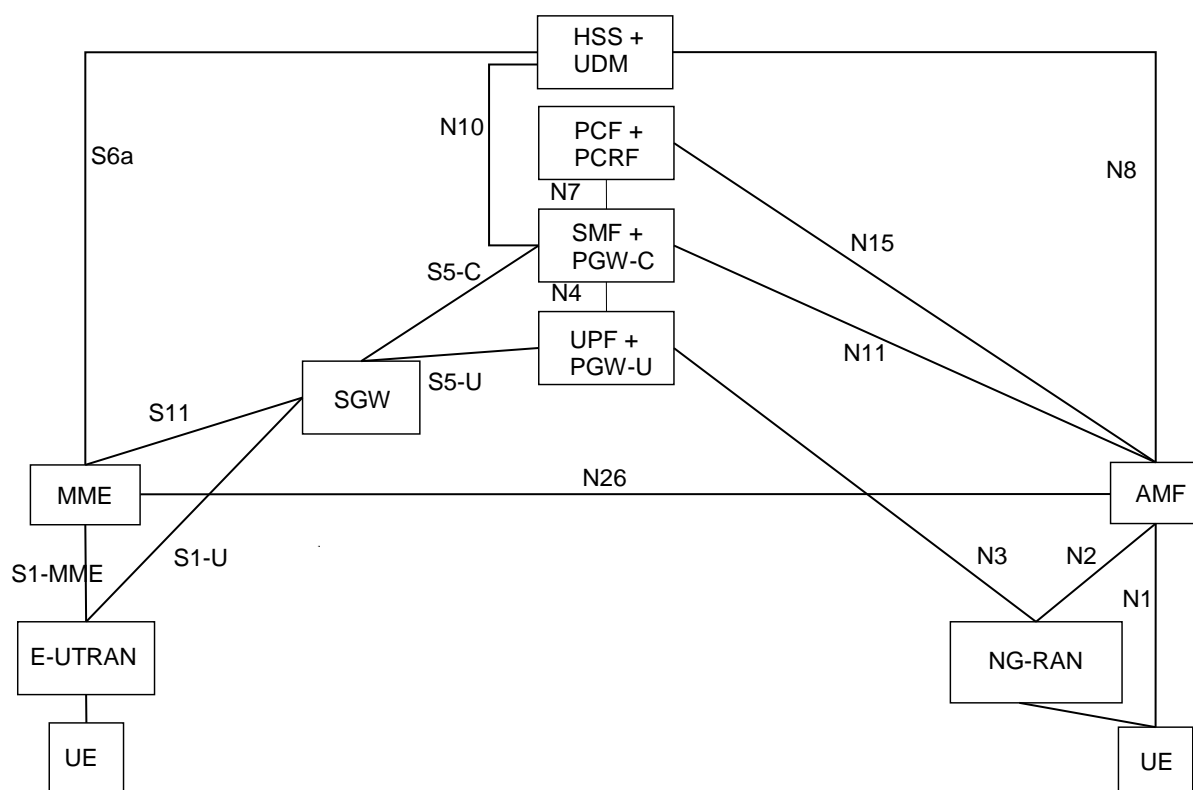 HSS +
UDM
N10
PCF +
PCRF
S6a
N8
N7
SMF +
PGW-C
N15
S5-C
N4
UPF +
PGW-U
N11
S5-U
SGW
S11
N26
MME
AMF
S1-U
N3
N2
S1-MME
N1
E-UTRAN
NG-RAN
UE
UE